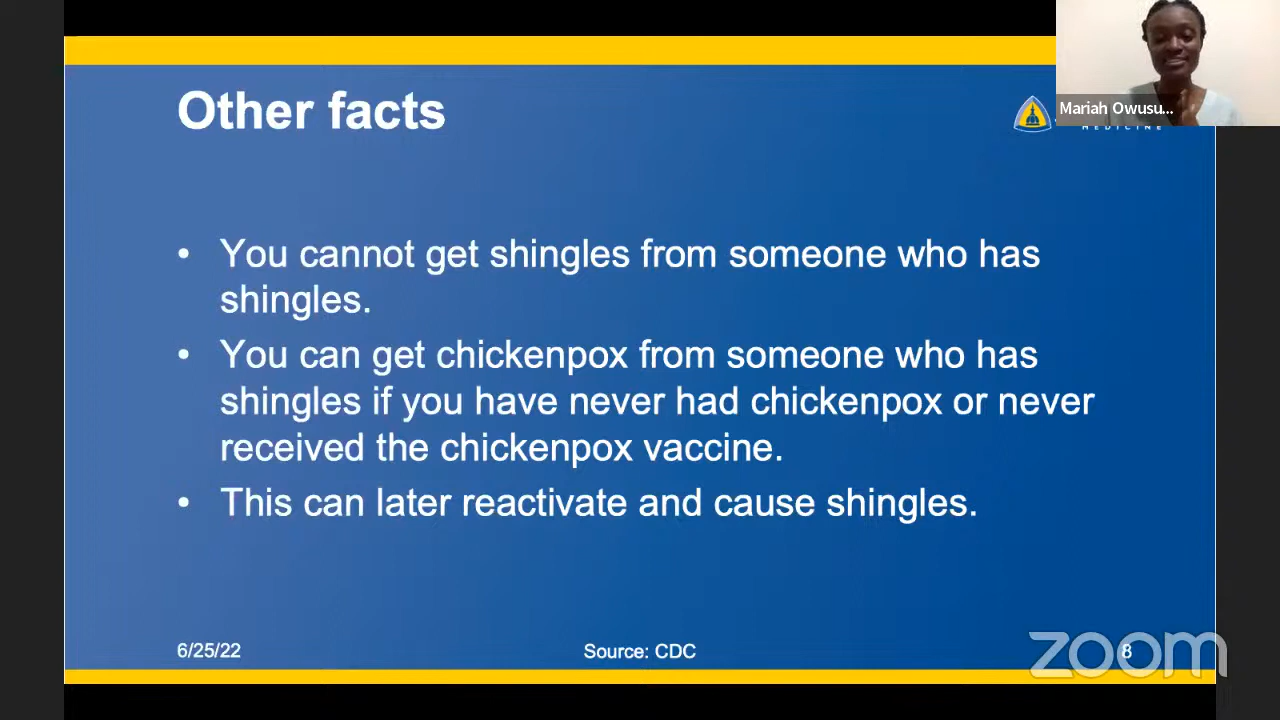 Other facts
Mariah Owusu...
MEDICINE
• You cannot get shingles from someone who has
shingles.
• You can get chickenpox from someone who has
shingles if you have never had chickenpox or never
received the chickenpox vaccine.
• This can later reactivate and cause shingles.
6/25/22
Source: CDC
8
zoom